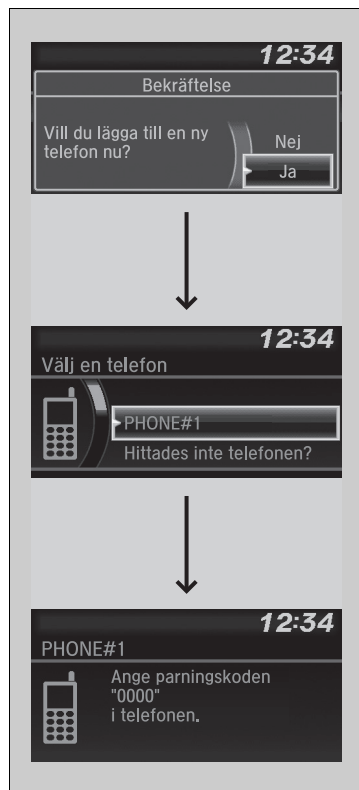 12:34
Bekräftelse
Vill du lägga till en ny
telefon nu?
Nej
Ja
12:34
Välj en telefon
PHONE#1
Hittades inte telefonen?
12:34
PHONE#1
Ange parningskoden
"0000"
i telefonen.